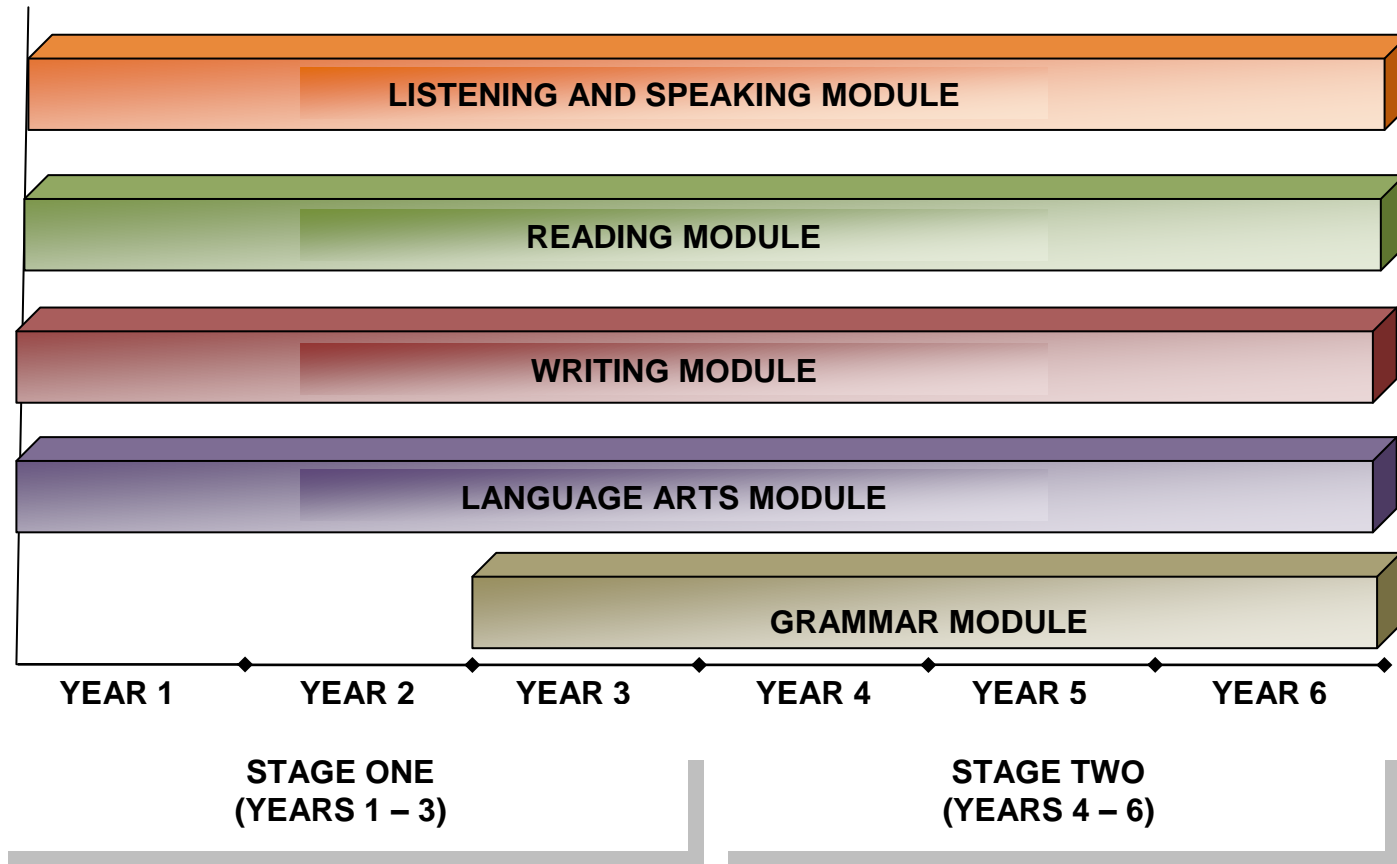 LISTENING AND SPEAKING MODULE
READING MODULE
WRITING MODULE
LANGUAGE ARTS MODULE
GRAMMAR MODULE
YEAR 1 YEAR 2 YEAR 3 YEAR 4 YEAR 5 YEAR 6
STAGE ONE
(YEARS 1 – 3)
STAGE TWO
(YEARS 4 – 6)